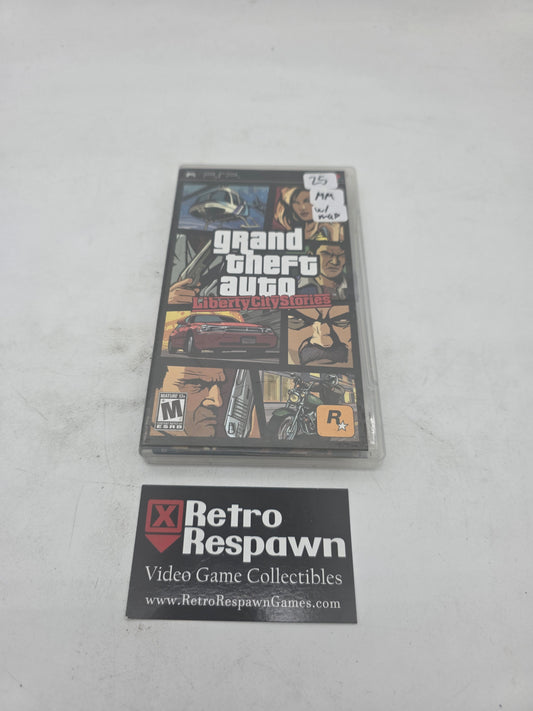 PSP
25
MM
w/
map
grand
theft
auto
Liberty City Stories
MATURE 17+
M
ESRB
R
X Retro
Respawn
Video Game Collectibles
www.RetroRespawnGames.com